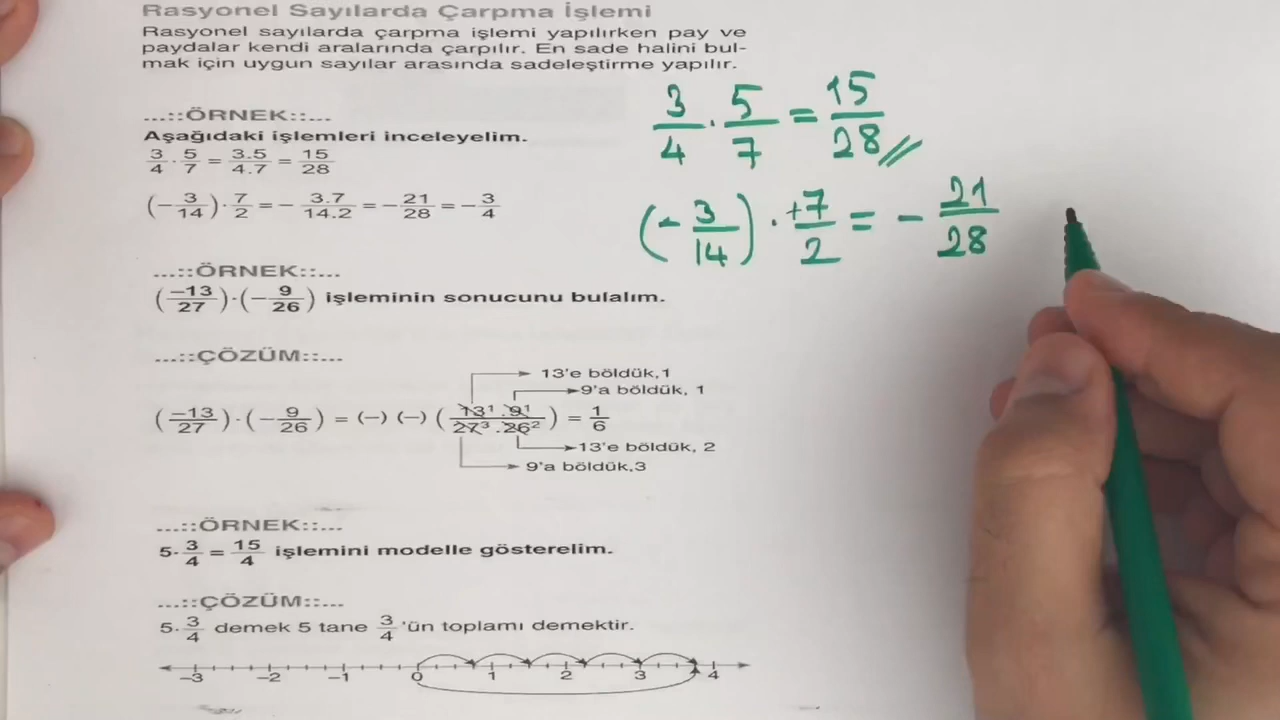 Rasyonel Sayılarda Çarpma İşlemi
Rasyonel sayılarda çarpma işlemi yapılırken pay ve
paydalar kendi aralarında çarpılır. En sade halini bul-
mak için uygun sayılar arasında sadeleştirme yapılır.
...::ÖRNEK::...
Aşağıdaki işlemleri inceleyelim.
3/4 · 5/7 = 3.5/4.7 = 15/28
(−3/14) · 7/2 = − 3.7/14.2 = −21/28 = −3/4
...::ÖRNEK::...
(−13/27)·(−9/26) işleminin sonucunu bulalım.
...::ÇÖZÜM::...
13'e böldük,1
9'a böldük, 1
(−13/27)·(−9/26) = (−) (−) (13¹.9¹/27³.26²) = 1/6
13'e böldük, 2
9'a böldük,3
...::ÖRNEK::...
5·3/4 = 15/4 işlemini modelle gösterelim.
...::ÇÖZÜM::...
5·3/4 demek 5 tane 3/4 'ün toplamı demektir.
−3 −2 −1 0 1 2 3 4
3/4 · 5/7 = 15/28
(−3/14) · +7/2 = − 21/28